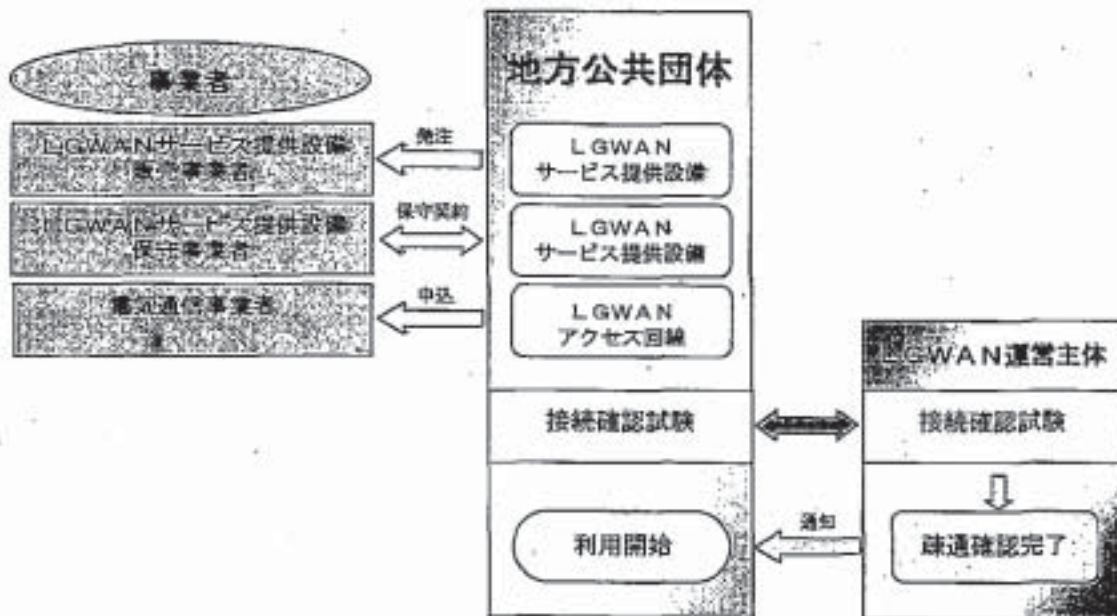 事業者
LGWANサービス提供設備
販売事業者
LGWANサービス提供設備
保守事業者
電気通信事業者
発注
保守契約
申込
地方公共団体
LGWAN
サービス提供設備
LGWAN
サービス提供設備
LGWAN
アクセス回線
接続確認試験
利用開始
通知
LGWAN運営主体
接続確認試験
疎通確認完了